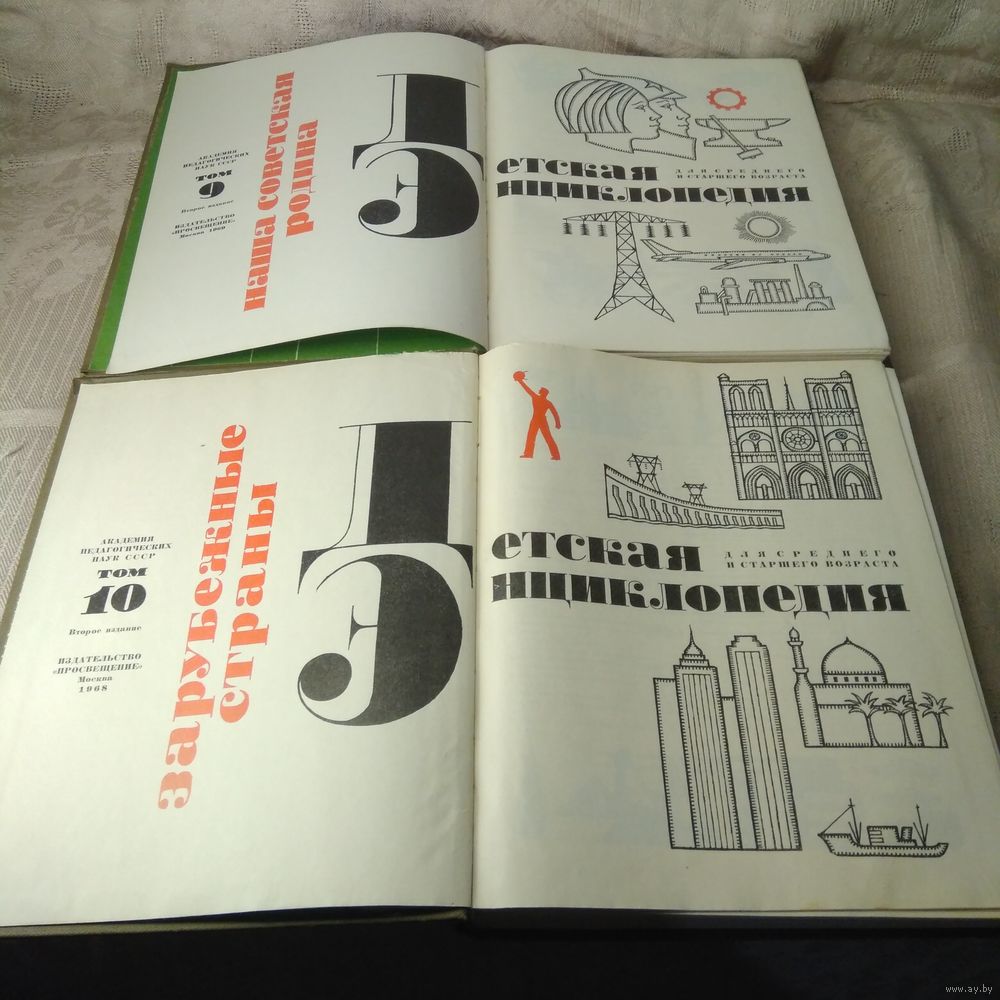 АКАДЕМИЯ
ПЕДАГОГИЧЕСКИХ
НАУК СССР
ТОМ
9
Второе издание
ИЗДАТЕЛЬСТВО
«ПРОСВЕЩЕНИЕ»
Москва 1969
наша советская
родина
Д
Э
етская
нциклопедия
ДЛЯ СРЕДНЕГО
И СТАРШЕГО ВОЗРАСТА
АКАДЕМИЯ
ПЕДАГОГИЧЕСКИХ
НАУК СССР
ТОМ
10
Второе издание
ИЗДАТЕЛЬСТВО
«ПРОСВЕЩЕНИЕ»
Москва
1968
зарубежные
страны
Д
Э
етская
нциклопедия
ДЛЯ СРЕДНЕГО
И СТАРШЕГО ВОЗРАСТА
www.ay.by